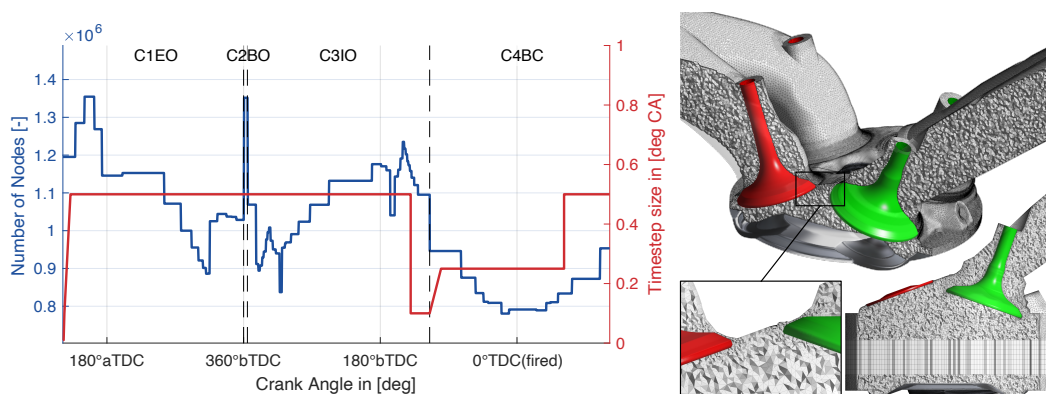 ×10⁶
C1EO C2BO C3IO C4BC
1
1.4
1.3
1.2
1.1
1
0.9
0.8
Number of Nodes [-]
0.8
0.6
0.4
0.2
0
Timestep size in [deg CA]
180°aTDC 360°bTDC 180°bTDC 0°TDC(fired)
Crank Angle in [deg]